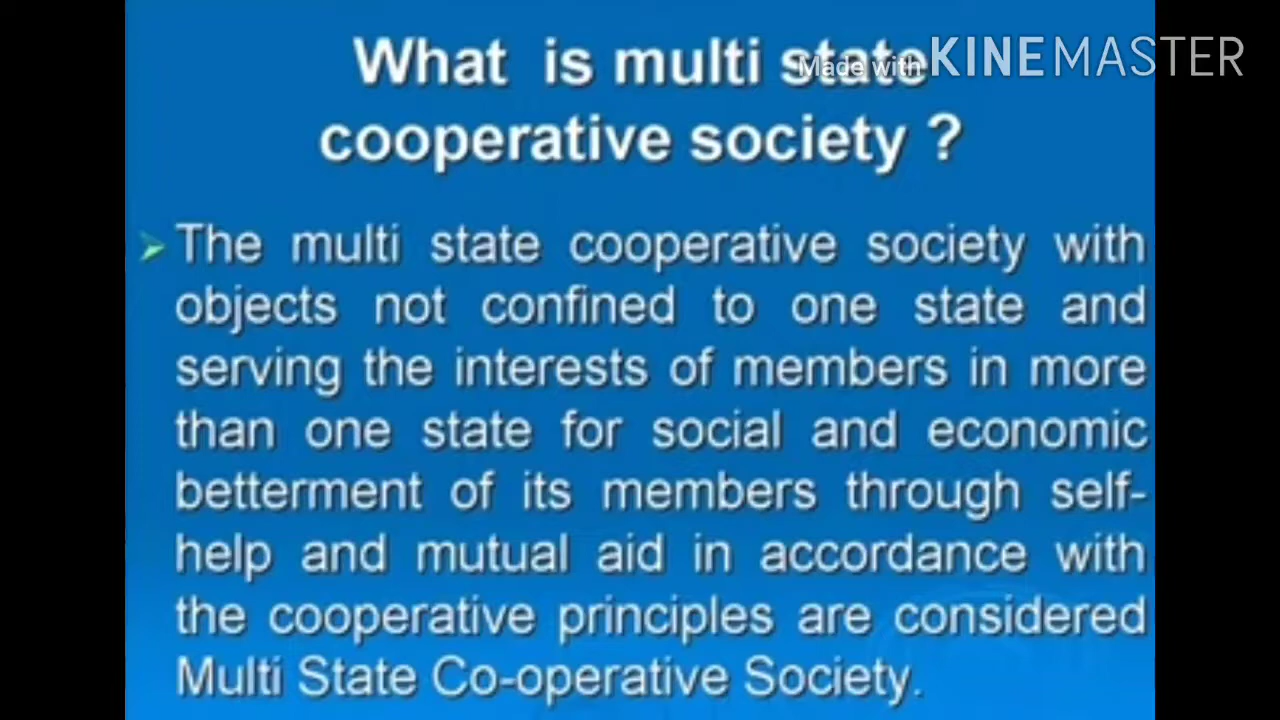 What is multi state
Made with KINEMASTER
cooperative society ?
The multi state cooperative society with
objects not confined to one state and
serving the interests of members in more
than one state for social and economic
betterment of its members through self-
help and mutual aid in accordance with
the cooperative principles are considered
Multi State Co-operative Society.